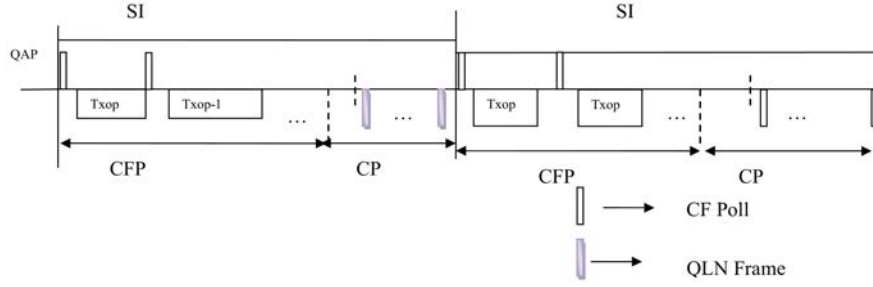 SI SI
QAP
Txop Txop-1 Txop Txop
... ... ... ...
CFP CP CFP CP
CF Poll
QLN Frame